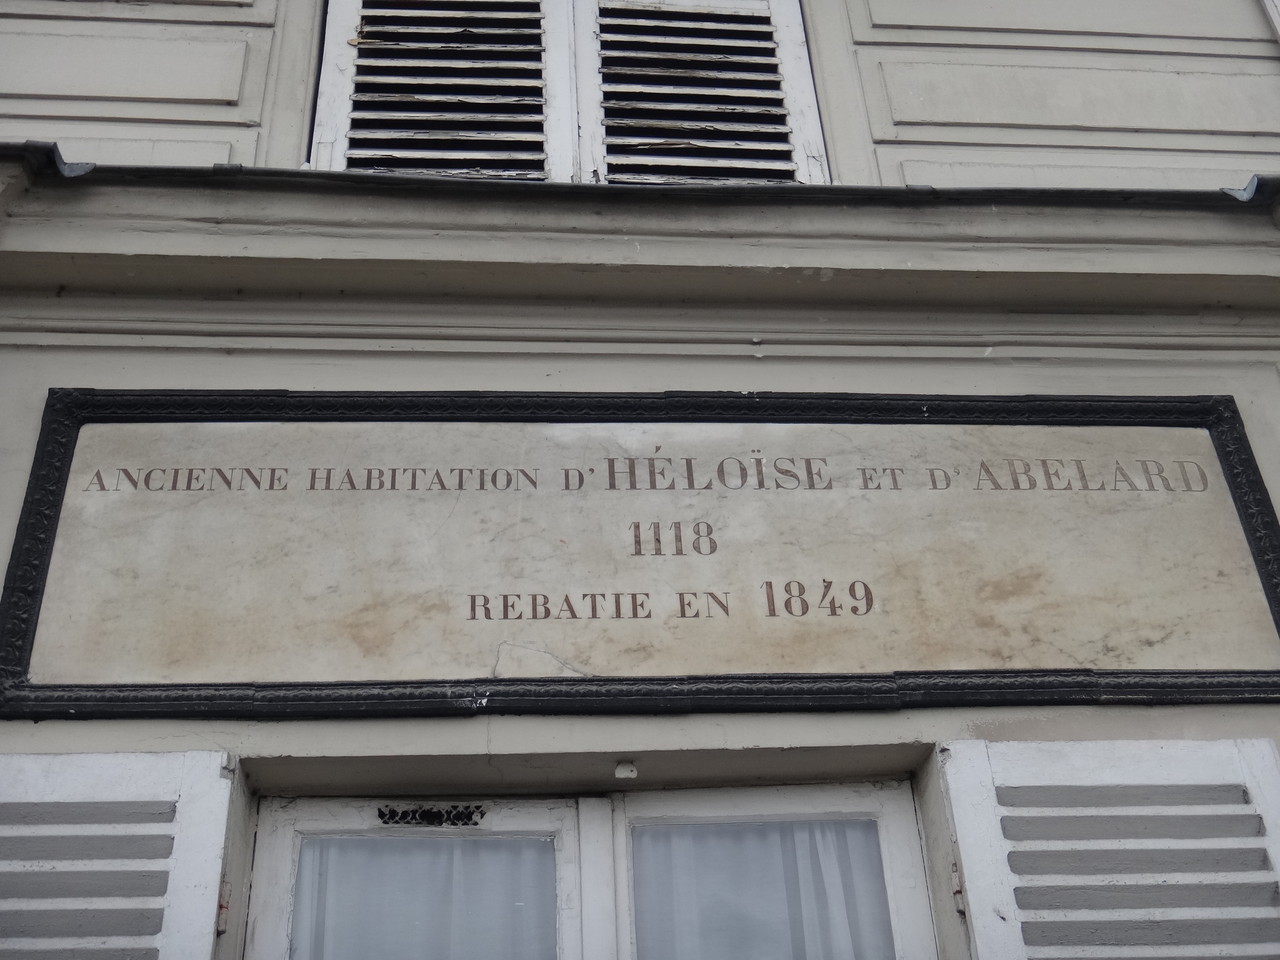 ANCIENNE HABITATION D'HÉLOÏSE ET D'ABELARD
1118
REBATIE EN 1849